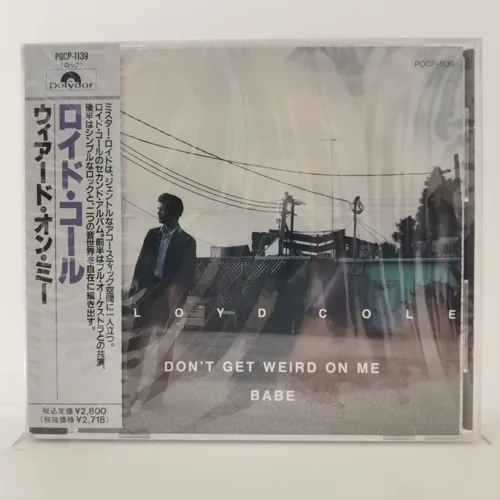 POCP-1139
〈ロック〉
polydor
ロイド・コール
ウィアード・オン・ミー
ミスター・ロイドは、ジェントルなアコースティック空間に一人立つ。
ロイド・コールのセカンド・アルバム。前半はフル・オーケストラとの共演、
後半はシンプルなロックと、二つの音世界を自在に描き出す。
税込定価¥2,800
(税抜価格¥2,718)
POCP-1139
LOYD COLE
DON'T GET WEIRD ON ME
BABE